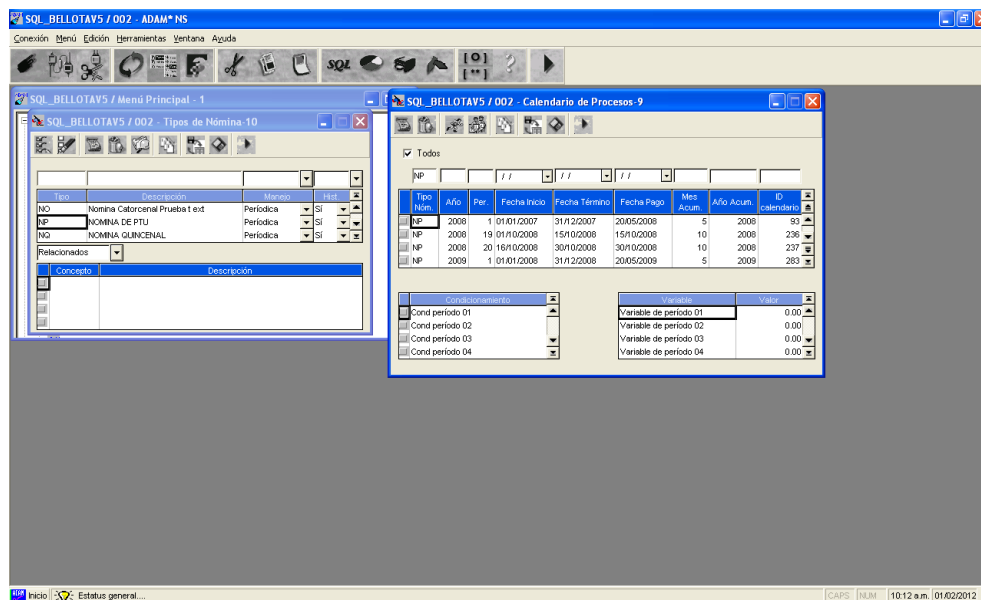 SQL_BELLOTAV5 / 002 - ADAM* NS
Conexión Menú Edición Herramientas Ventana Ayuda
SQL
SQL_BELLOTAV5 / Menú Principal - 1
SQL_BELLOTAV5 / 002 - Tipos de Nómina-10
Tipo Descripción Manejo Hist.
NO Nomina Catorcenal Prueba t ext Períodica Sí
NP NOMINA DE PTU Períodica Sí
NQ NOMINA QUINCENAL Períodica Sí
Relacionados
Concepto Descripción
SQL_BELLOTAV5 / 002 - Calendario de Procesos-9
Todos
NP / / / / / /
Tipo Nóm. Año Per. Fecha Inicio Fecha Término Fecha Pago Mes Acum. Año Acum. ID calendario
NP 2008 1 01/01/2007 31/12/2007 20/05/2008 5 2008 93
NP 2008 19 01/10/2008 15/10/2008 15/10/2008 10 2008 236
NP 2008 20 16/10/2008 30/10/2008 30/10/2008 10 2008 237
NP 2009 1 01/01/2008 31/12/2008 20/05/2009 5 2009 283
Condicionamiento
Cond período 01
Cond período 02
Cond período 03
Cond período 04
Variable Valor
Variable de período 01 0.00
Variable de período 02 0.00
Variable de período 03 0.00
Variable de período 04 0.00
Inicio Estatus general.... CAPS NUM 10:12 a.m. 01/02/2012